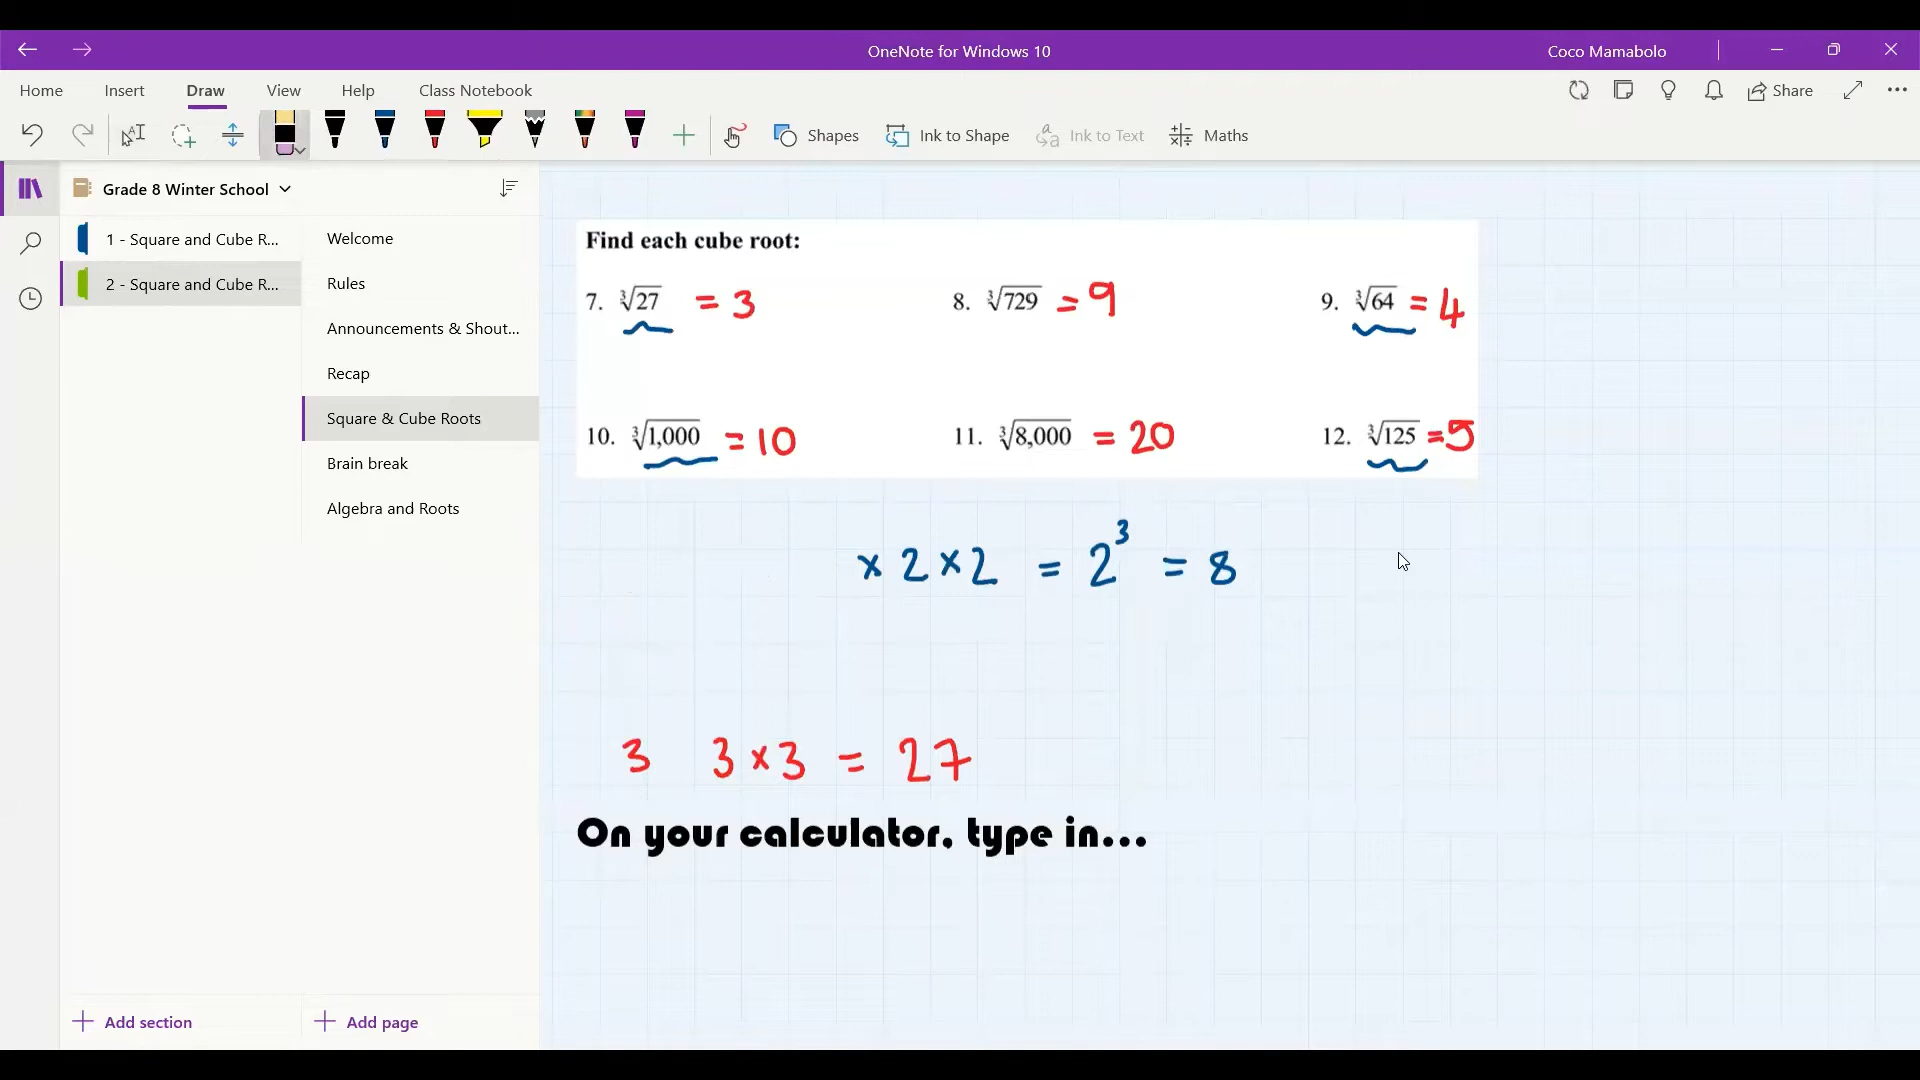 OneNote for Windows 10
Coco Mamabolo
Home Insert Draw View Help Class Notebook
Share
Shapes Ink to Shape Ink to Text Maths
Grade 8 Winter School
1 - Square and Cube R...
2 - Square and Cube R...
Welcome
Rules
Announcements & Shout...
Recap
Square & Cube Roots
Brain break
Algebra and Roots
Add section
Add page
Find each cube root:
7. ∛27 = 3
8. ∛729 = 9
9. ∛64 = 4
10. ∛1,000 = 10
11. ∛8,000 = 20
12. ∛125 = 5
× 2 × 2 = 2³ = 8
3 3 × 3 = 27
On your calculator, type in...